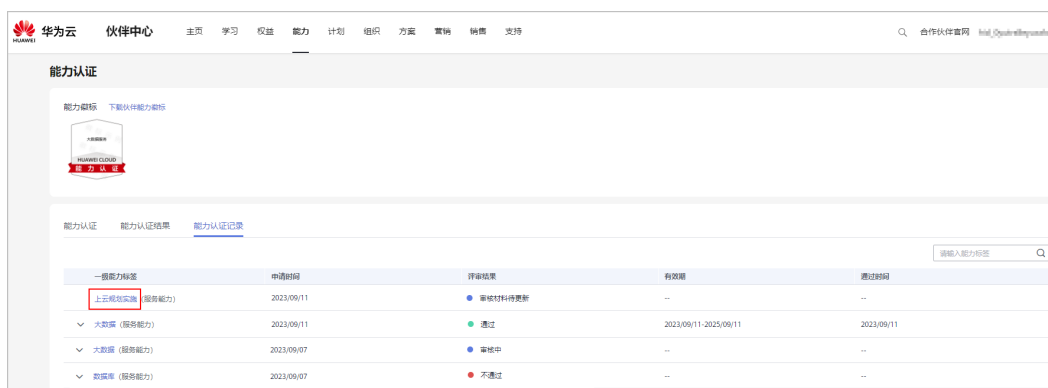 HUAWEI 华为云 伙伴中心 主页 学习 权益 能力 计划 组织 方案 营销 销售 支持 合作伙伴官网
能力认证
能力徽标 下载伙伴能力徽标
大数据服务
HUAWEI CLOUD
能力认证
能力认证 能力认证结果 能力认证记录
请输入能力标签
一级能力标签 申请时间 评审结果 有效期 通过时间
上云规划实施 (服务能力) 2023/09/11 审核材料待更新 -- --
大数据 (服务能力) 2023/09/11 通过 2023/09/11-2025/09/11 2023/09/11
大数据 (服务能力) 2023/09/07 审核中 -- --
数据库 (服务能力) 2023/09/07 不通过 -- --